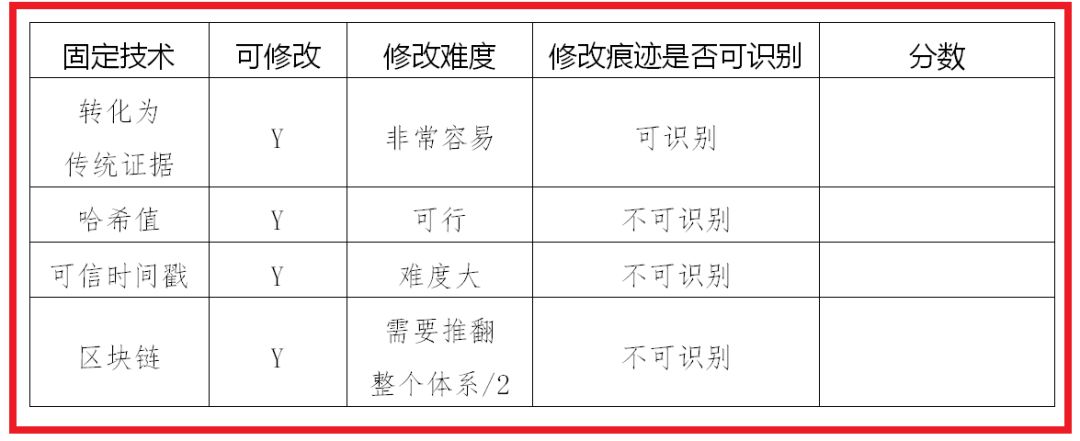 固定技术 可修改 修改难度 修改痕迹是否可识别 分数
转化为
传统证据 Y 非常容易 可识别
哈希值 Y 可行 不可识别
可信时间戳 Y 难度大 不可识别
区块链 Y 需要推翻
整个体系/2 不可识别